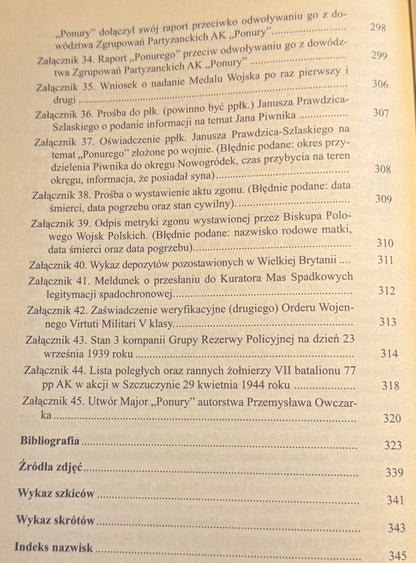 „Ponury” dołączył swój raport przeciwko odwoływaniu go z do-
wództwa Zgrupowań Partyzanckich AK „Ponury”........................ 298
Załącznik 34. Raport „Ponurego” przeciw odwoływaniu go z dowódz-
twa Zgrupowań Partyzanckich AK „Ponury” ........................ 299
Załącznik 35. Wniosek o nadanie Medalu Wojska po raz pierwszy i
drugi ........................ 306
Załącznik 36. Prośba do płk. (powinno być ppłk.) Janusza Prawdzica-
Szlaskiego o podanie informacji na temat Jana Piwnika ............ 307
Załącznik 37. Oświadczenie ppłk. Janusza Prawdzica-Szlaskiego na
temat „Ponurego” złożone po wojnie. (Błędnie podane: okres przy-
dzielenia Piwnika do okręgu Nowogródek, czas przybycia na teren
okręgu, informacja, że posiadał syna) ........................ 308
Załącznik 38. Prośba o wystawienie aktu zgonu. (Błędnie podane: data
śmierci, data pogrzebu oraz stan cywilny). ........................ 309
Załącznik 39. Odpis metryki zgonu wystawionej przez Biskupa Polo-
wego Wojsk Polskich. (Błędnie podane: nazwisko rodowe matki,
data śmierci oraz data pogrzebu)........................ 310
Załącznik 40. Wykaz depozytów pozostawionych w Wielkiej Brytanii .... 311
Załącznik 41. Meldunek o przesłaniu do Kuratora Mas Spadkowych
legitymacji spadochronowej........................ 312
Załącznik 42. Zaświadczenie weryfikacyjne (drugiego) Orderu Wojen-
nego Virtuti Militari V klasy........................ 313
Załącznik 43. Stan 3 kompanii Grupy Rezerwy Policyjnej na dzień 23
września 1939 roku ........................ 314
Załącznik 44. Lista poległych oraz rannych żołnierzy VII batalionu 77
pp AK w akcji w Szczuczynie 29 kwietnia 1944 roku ................ 318
Załącznik 45. Utwór Major „Ponury” autorstwa Przemysława Owczar-
ka ........................ 320
Bibliografia ........................ 323
Źródła zdjęć........................ 339
Wykaz szkiców ........................ 341
Wykaz skrótów ........................ 343
Indeks nazwisk ........................ 345